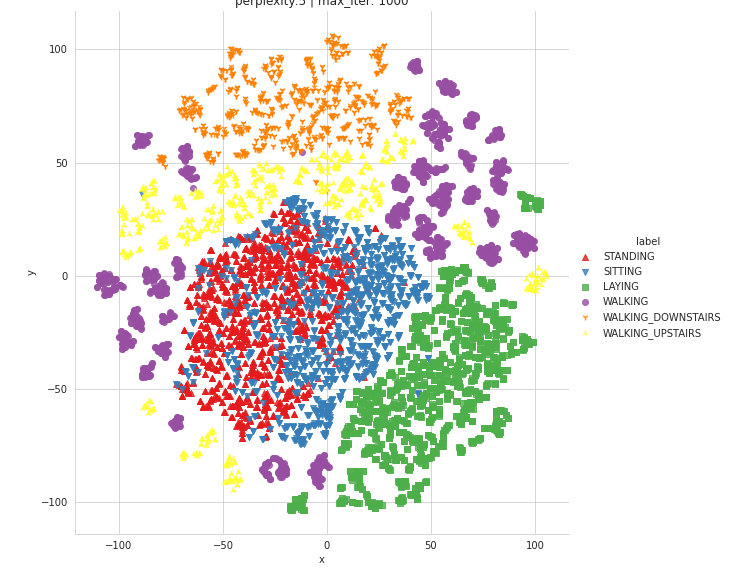 perplexity:5 | max_iter: 1000
100
50
0
−50
−100
y
−100
−50
0
50
100
x
label
STANDING
SITTING
LAYING
WALKING
WALKING_DOWNSTAIRS
WALKING_UPSTAIRS